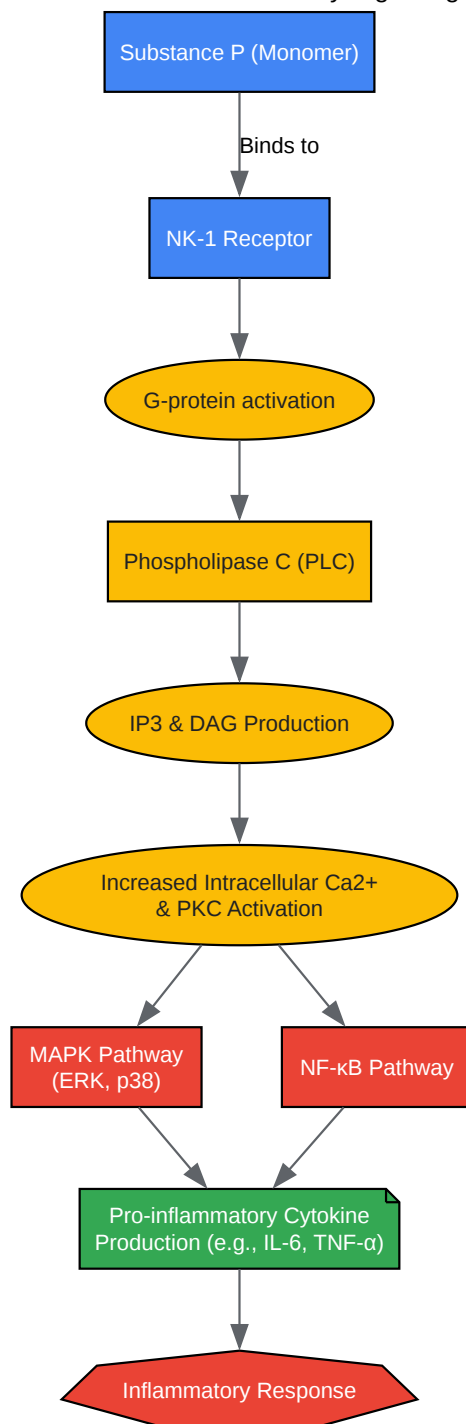 Substance P (Monomer)
Binds to
NK-1 Receptor
G-protein activation
Phospholipase C (PLC)
IP3 & DAG Production
Increased Intracellular Ca2+
& PKC Activation
MAPK Pathway
(ERK, p38)
NF-κB Pathway
Pro-inflammatory Cytokine
Production (e.g., IL-6, TNF-α)
Inflammatory Response